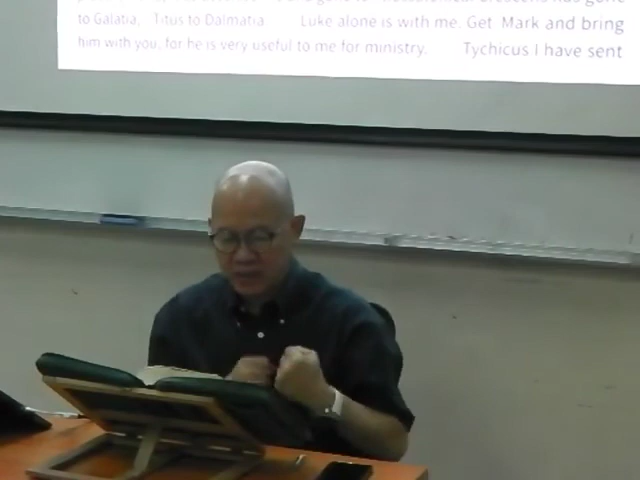 to Galatia, Titus to Dalmatia Luke alone is with me. Get Mark and bring
him with you, for he is very useful to me for ministry. Tychicus I have sent